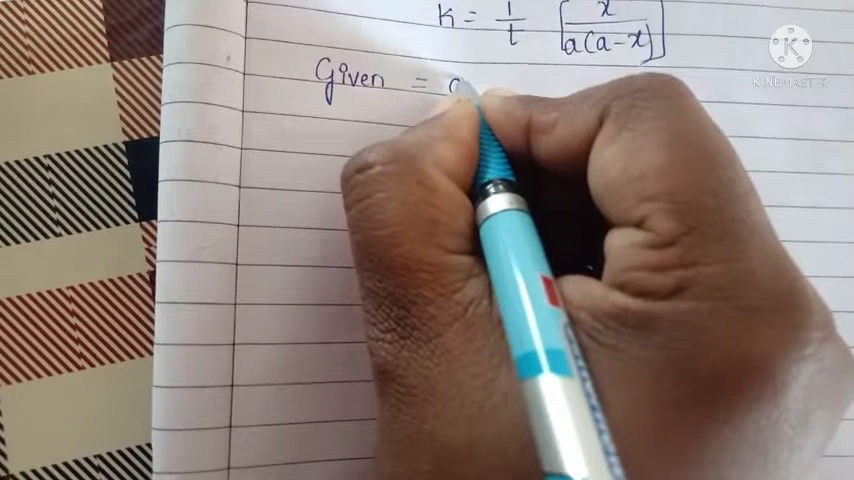 K = 1/t [x/a(a-x)]
Given = a
KINEMASTER